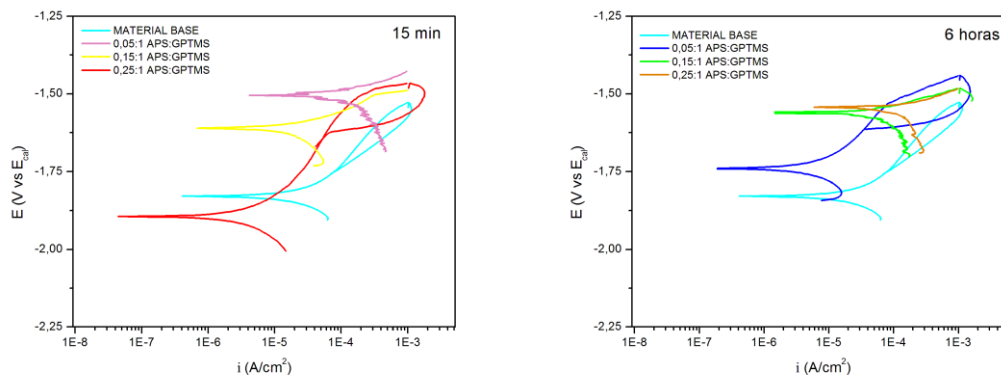 15 min
MATERIAL BASE
0,05:1 APS:GPTMS
0,15:1 APS:GPTMS
0,25:1 APS:GPTMS
-1,25
-1,50
-1,75
-2,00
-2,25
E (V vs Ecal)
1E-8 1E-7 1E-6 1E-5 1E-4 1E-3
i (A/cm²)
6 horas
MATERIAL BASE
0,05:1 APS:GPTMS
0,15:1 APS:GPTMS
0,25:1 APS:GPTMS
-1,25
-1,50
-1,75
-2,00
-2,25
E (V vs Ecal)
1E-8 1E-7 1E-6 1E-5 1E-4 1E-3
i (A/cm²)